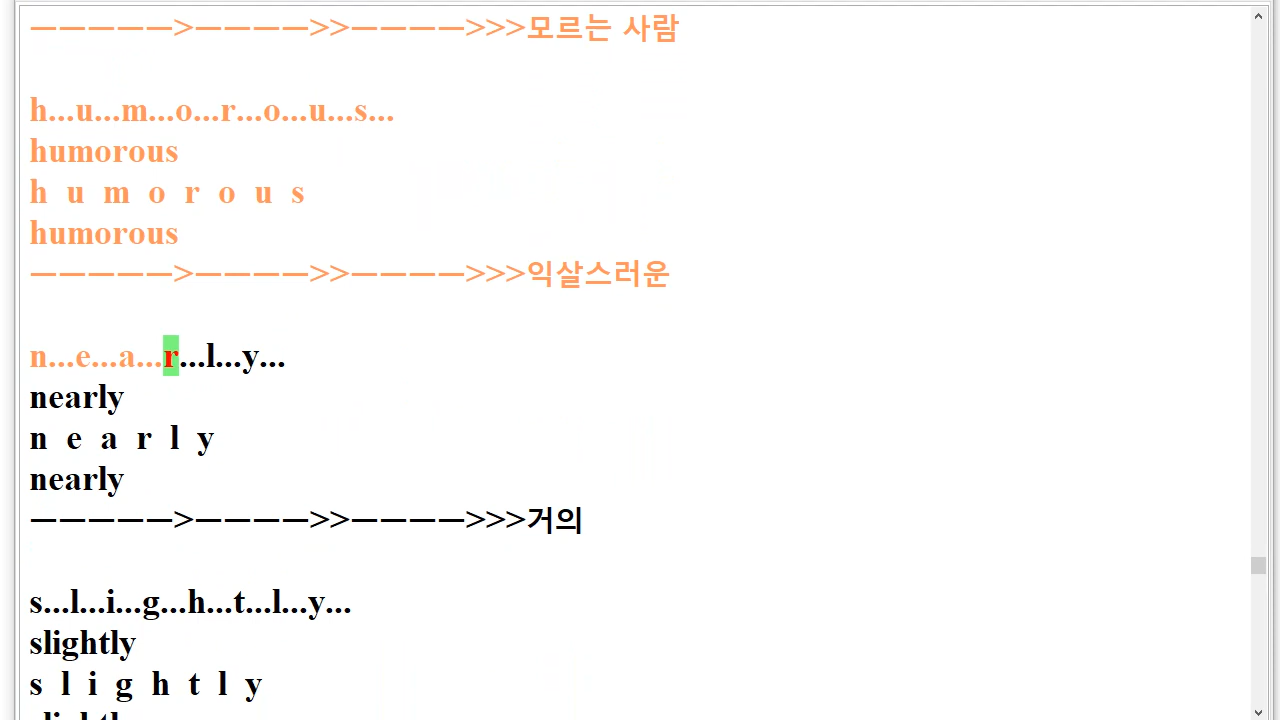 —————>————>>————>>>모르는 사람
h...u...m...o...r...o...u...s...
humorous
h u m o r o u s
humorous
—————>————>>————>>>익살스러운
n...e...a...r...l...y...
nearly
n e a r l y
nearly
—————>————>>————>>>거의
s...l...i...g...h...t...l...y...
slightly
s l i g h t l y